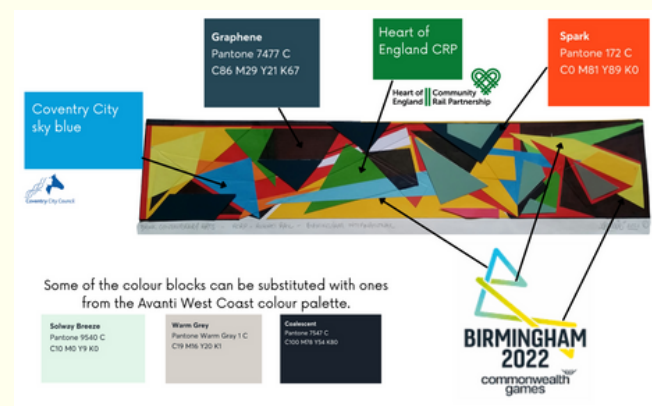 Graphene
Pantone 7477 C
C86 M29 Y21 K67
Heart of
England CRP
Spark
Pantone 172 C
C0 M81 Y89 K0
Heart of
England
Community
Rail Partnership
Coventry City
sky blue
Coventry City Council
Some of the colour blocks can be substituted with ones
from the Avanti West Coast colour palette.
Solway Breeze
Pantone 9540 C
C10 M0 Y9 K0
Warm Grey
Pantone Warm Gray 1 C
C19 M16 Y20 K1
Coalescent
Pantone 7547 C
C100 M78 Y54 K80
BIRMINGHAM
2022
commonwealth
games